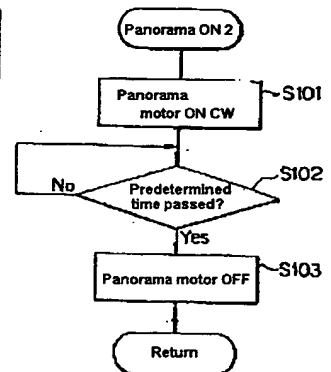 Panorama ON 2
Panorama
motor ON CW
S101
Predetermined
time passed?
S102
No
Yes
Panorama motor OFF
S103
Return